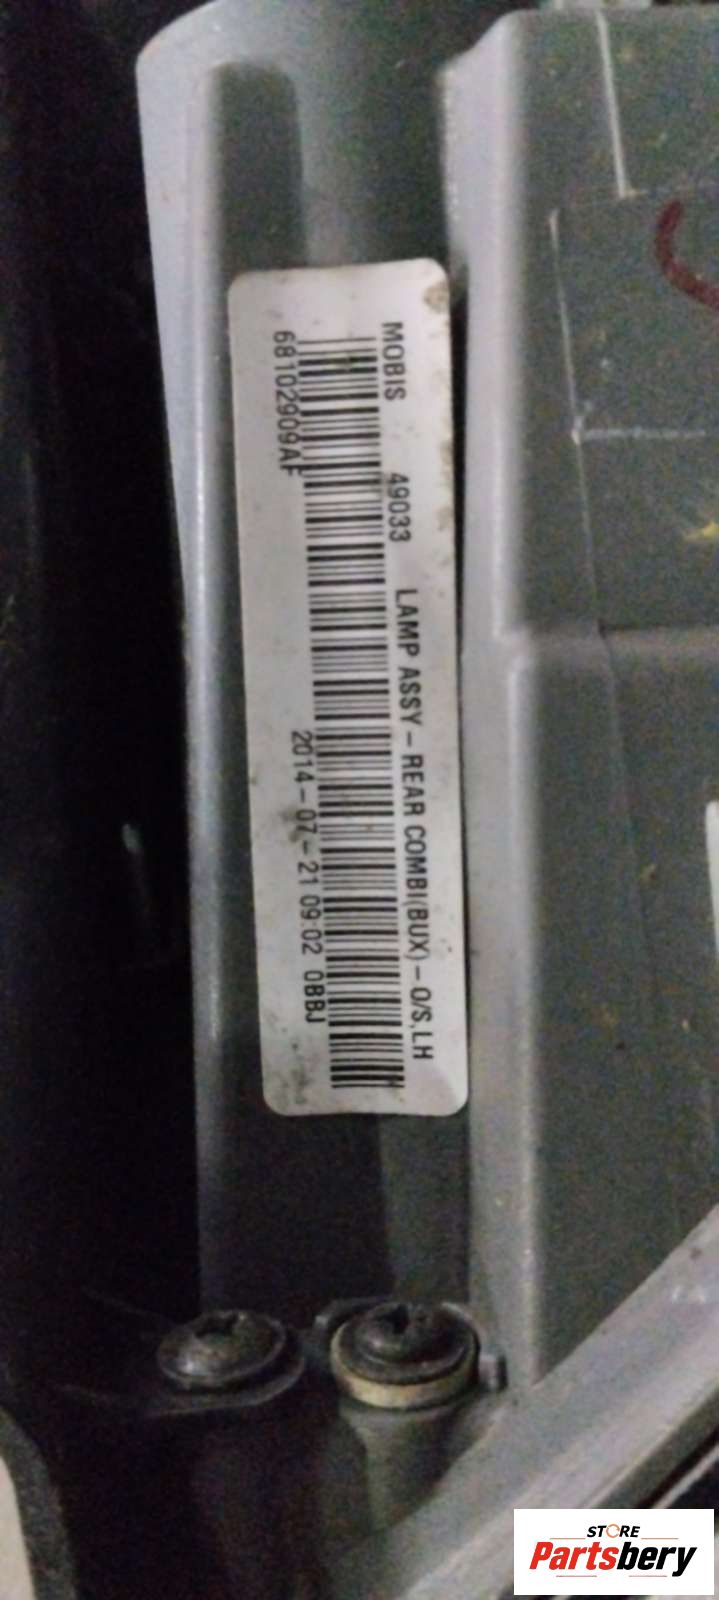 MOBIS 49033 LAMP ASSY-REAR COMBI(BUX)-O/S,LH
68102909AF 2014-07-21 09:02 0BBJ
STORE
Partsbery